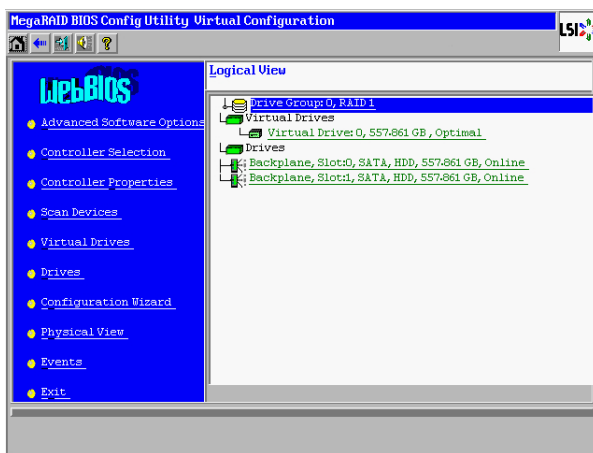 MegaRAID BIOS Config Utility Virtual Configuration
LSI
WebBIOS
Advanced Software Options
Controller Selection
Controller Properties
Scan Devices
Virtual Drives
Drives
Configuration Wizard
Physical View
Events
Exit
Logical View
Drive Group: 0, RAID 1
Virtual Drives
Virtual Drive: 0, 557.861 GB, Optimal
Drives
Backplane, Slot:0, SATA, HDD, 557.861 GB, Online
Backplane, Slot:1, SATA, HDD, 557.861 GB, Online